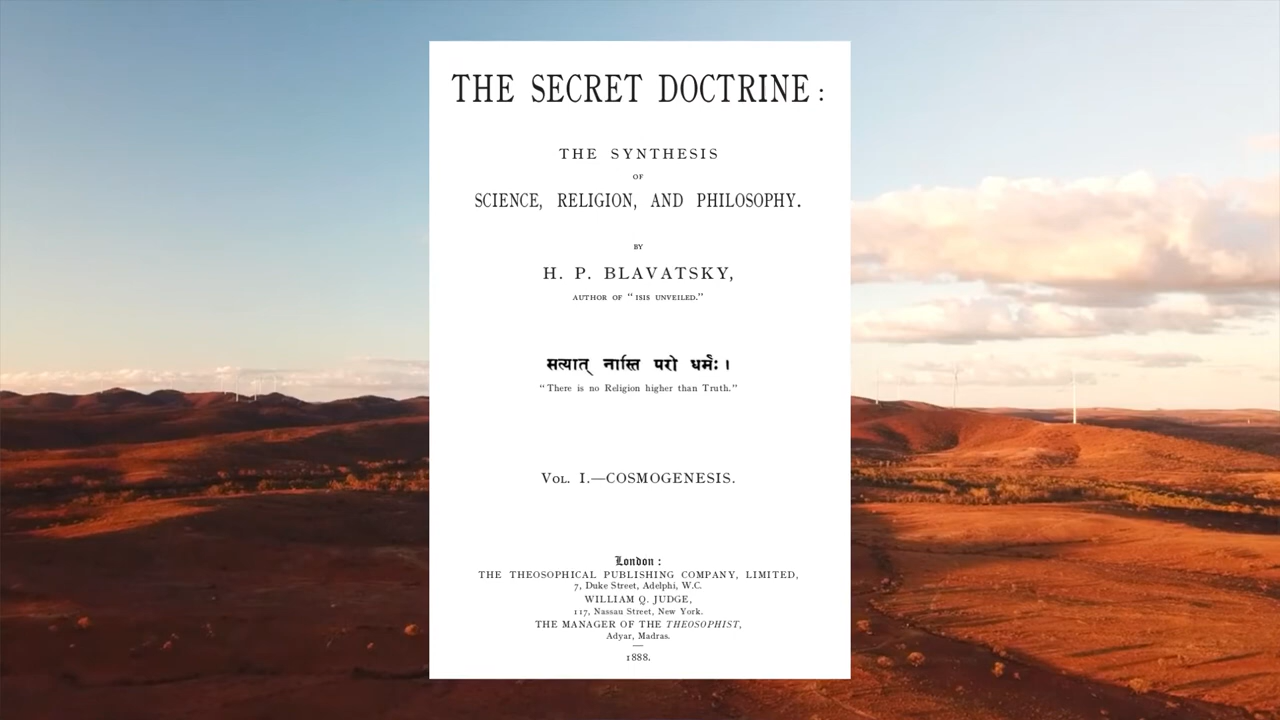 THE SECRET DOCTRINE :
THE SYNTHESIS
OF
SCIENCE, RELIGION, AND PHILOSOPHY.
BY
H. P. BLAVATSKY,
AUTHOR OF "ISIS UNVEILED."
सत्यात् नास्ति परो धर्मः ।
"There is no Religion higher than Truth."
VOL. I.—COSMOGENESIS.
London :
THE THEOSOPHICAL PUBLISHING COMPANY, LIMITED,
7, Duke Street, Adelphi, W.C.
WILLIAM Q. JUDGE,
117, Nassau Street, New York.
THE MANAGER OF THE THEOSOPHIST,
Adyar, Madras.
1888.